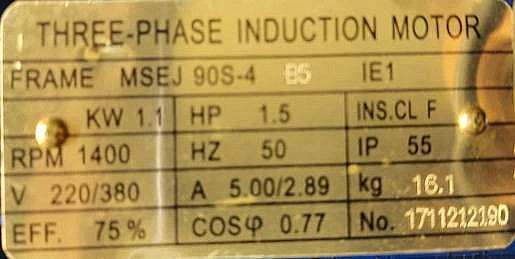 THREE-PHASE INDUCTION MOTOR
FRAME MSEJ 90S-4 B5 IE1
KW 1.1 HP 1.5 INS.CL F
RPM 1400 HZ 50 IP 55
V 220/380 A 5.00/2.89 kg 16.1
EFF. 75% COSφ 0.77 No. 1711212190